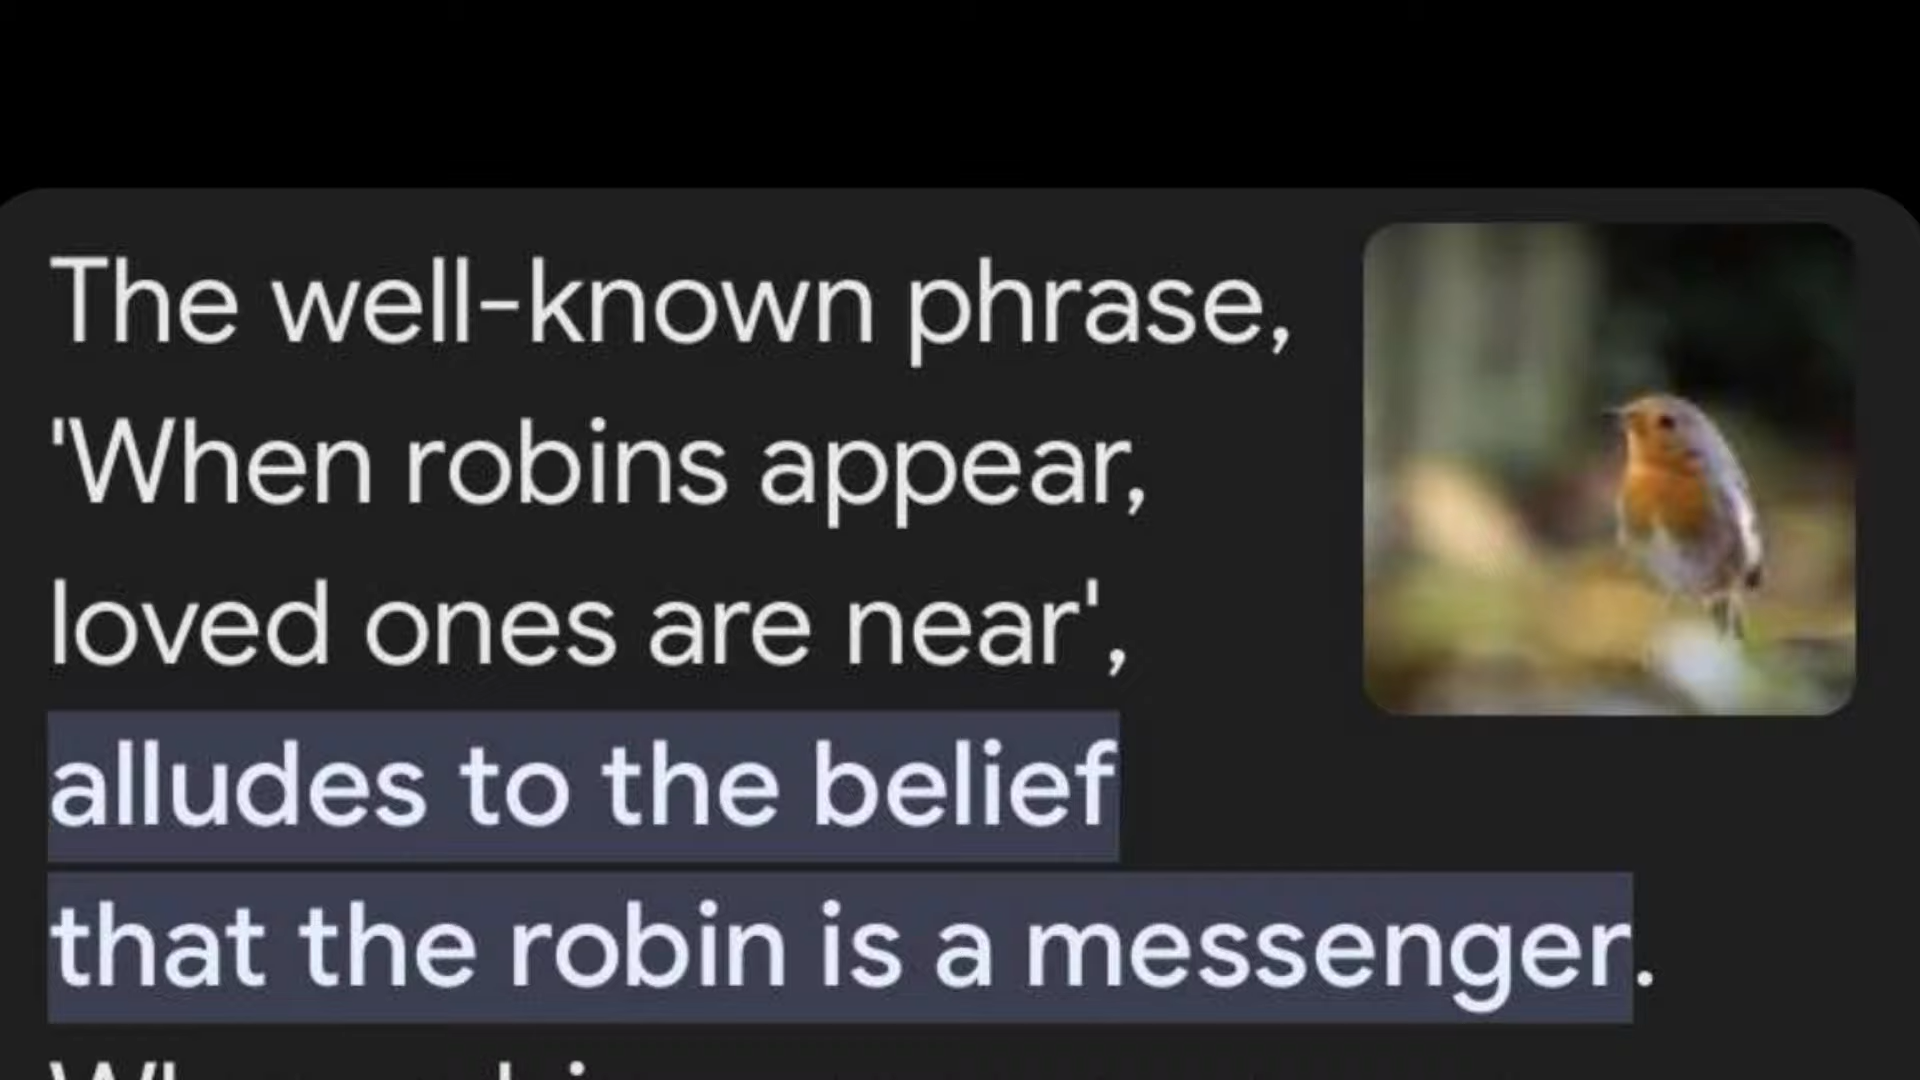 The well-known phrase,
'When robins appear,
loved ones are near',
alludes to the belief
that the robin is a messenger.